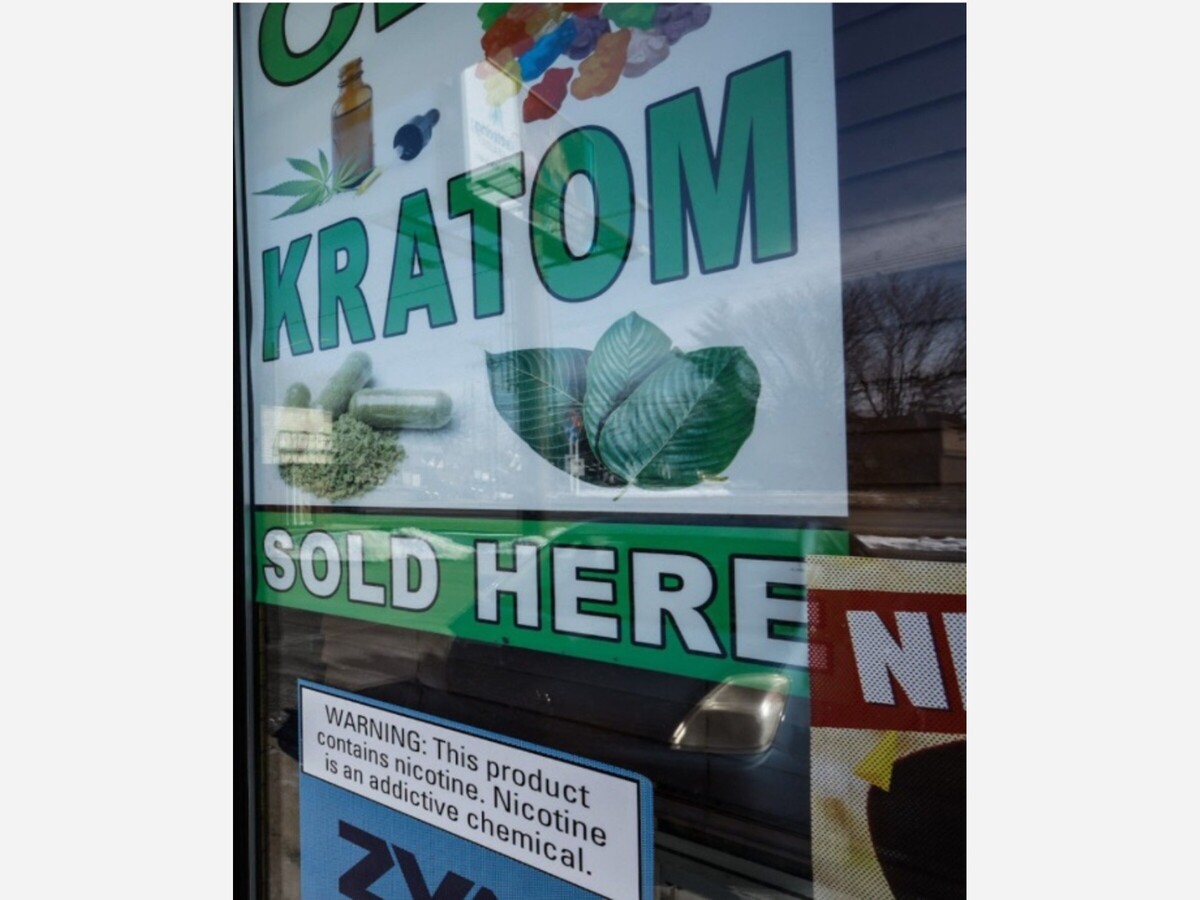 KRATOM
SOLD HERE
WARNING: This product
contains nicotine. Nicotine
is an addictive chemical.